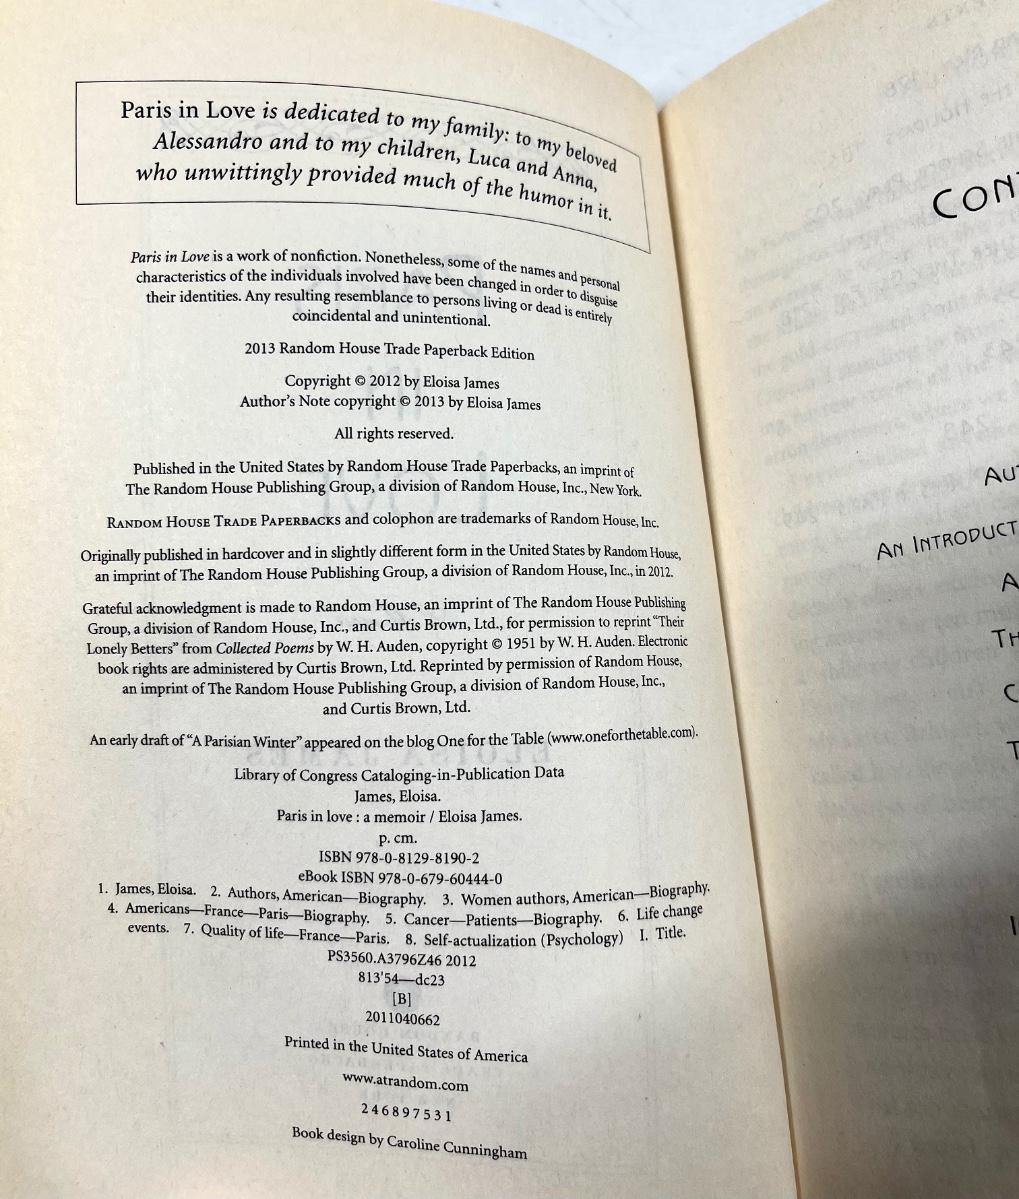 Paris in Love is dedicated to my family: to my beloved
Alessandro and to my children, Luca and Anna,
who unwittingly provided much of the humor in it.
Paris in Love is a work of nonfiction. Nonetheless, some of the names and personal
characteristics of the individuals involved have been changed in order to disguise
their identities. Any resulting resemblance to persons living or dead is entirely
coincidental and unintentional.
2013 Random House Trade Paperback Edition
Copyright © 2012 by Eloisa James
Author's Note copyright © 2013 by Eloisa James
All rights reserved.
Published in the United States by Random House Trade Paperbacks, an imprint of
The Random House Publishing Group, a division of Random House, Inc., New York.
RANDOM HOUSE TRADE PAPERBACKS and colophon are trademarks of Random House, Inc.
Originally published in hardcover and in slightly different form in the United States by Random House,
an imprint of The Random House Publishing Group, a division of Random House, Inc., in 2012.
Grateful acknowledgment is made to Random House, an imprint of The Random House Publishing
Group, a division of Random House, Inc., and Curtis Brown, Ltd., for permission to reprint "Their
Lonely Betters" from Collected Poems by W. H. Auden, copyright © 1951 by W. H. Auden. Electronic
book rights are administered by Curtis Brown, Ltd. Reprinted by permission of Random House,
an imprint of The Random House Publishing Group, a division of Random House, Inc.,
and Curtis Brown, Ltd.
An early draft of "A Parisian Winter" appeared on the blog One for the Table (www.oneforthetable.com).
Library of Congress Cataloging-in-Publication Data
James, Eloisa.
Paris in love : a memoir / Eloisa James.
p. cm.
ISBN 978-0-8129-8190-2
eBook ISBN 978-0-679-60444-0
1. James, Eloisa. 2. Authors, American—Biography. 3. Women authors, American—Biography.
4. Americans—France—Paris—Biography. 5. Cancer—Patients—Biography. 6. Life change
events. 7. Quality of life—France—Paris. 8. Self-actualization (Psychology) I. Title.
PS3560.A3796Z46 2012
813'54—dc23
[B]
2011040662
Printed in the United States of America
www.atrandom.com
2 4 6 8 9 7 5 3 1
Book design by Caroline Cunningham
CON
AU
AN INTRODUCT
A
TH
C
T
I